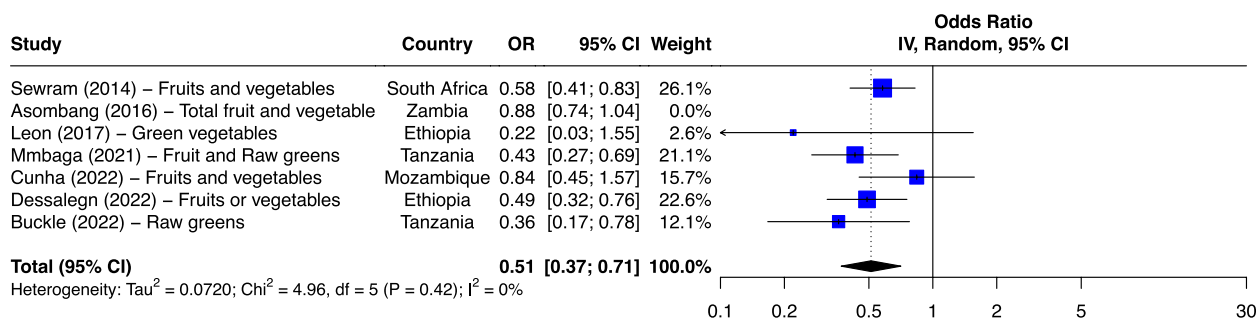 Odds Ratio
Study Country OR 95% CI Weight IV, Random, 95% CI
Sewram (2014) − Fruits and vegetables South Africa 0.58 [0.41; 0.83] 26.1%
Asombang (2016) − Total fruit and vegetable Zambia 0.88 [0.74; 1.04] 0.0%
Leon (2017) − Green vegetables Ethiopia 0.22 [0.03; 1.55] 2.6%
Mmbaga (2021) − Fruit and Raw greens Tanzania 0.43 [0.27; 0.69] 21.1%
Cunha (2022) − Fruits and vegetables Mozambique 0.84 [0.45; 1.57] 15.7%
Dessalegn (2022) − Fruits or vegetables Ethiopia 0.49 [0.32; 0.76] 22.6%
Buckle (2022) − Raw greens Tanzania 0.36 [0.17; 0.78] 12.1%
Total (95% CI) 0.51 [0.37; 0.71] 100.0%
Heterogeneity: Tau² = 0.0720; Chi² = 4.96, df = 5 (P = 0.42); I² = 0%
0.1 0.2 0.5 1 2 5 30